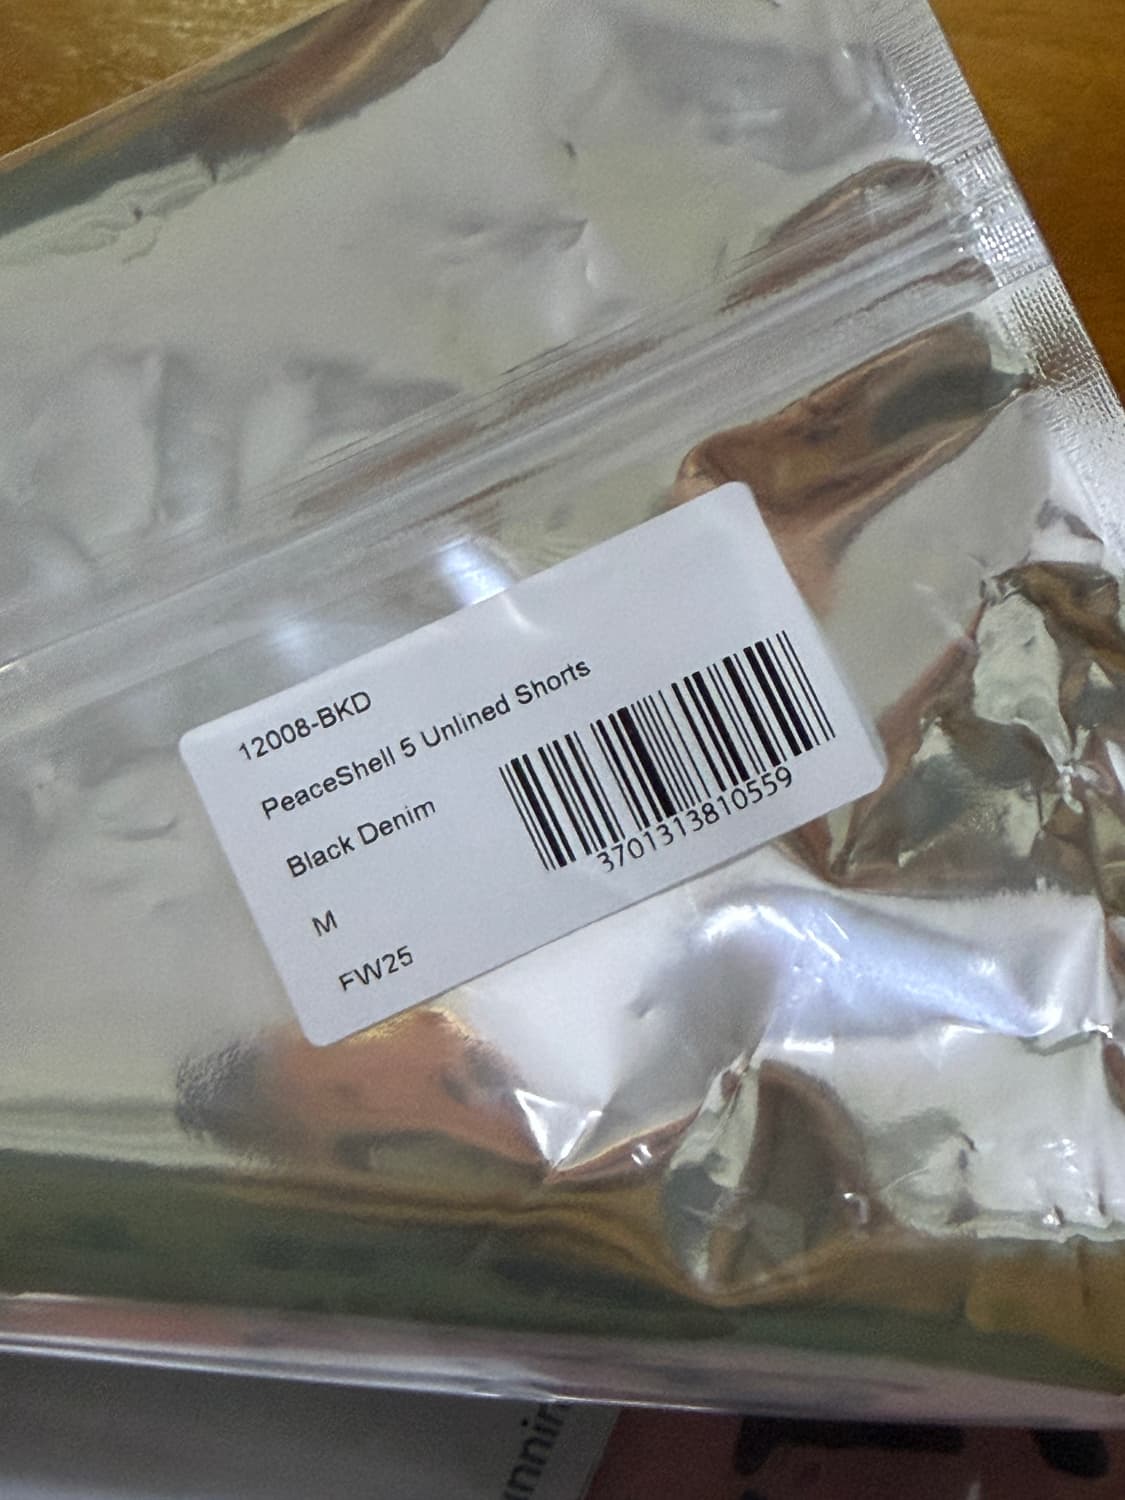 12008-BKD
PeaceShell 5 Unlined Shorts
Black Denim
M
FW25
3701313810559